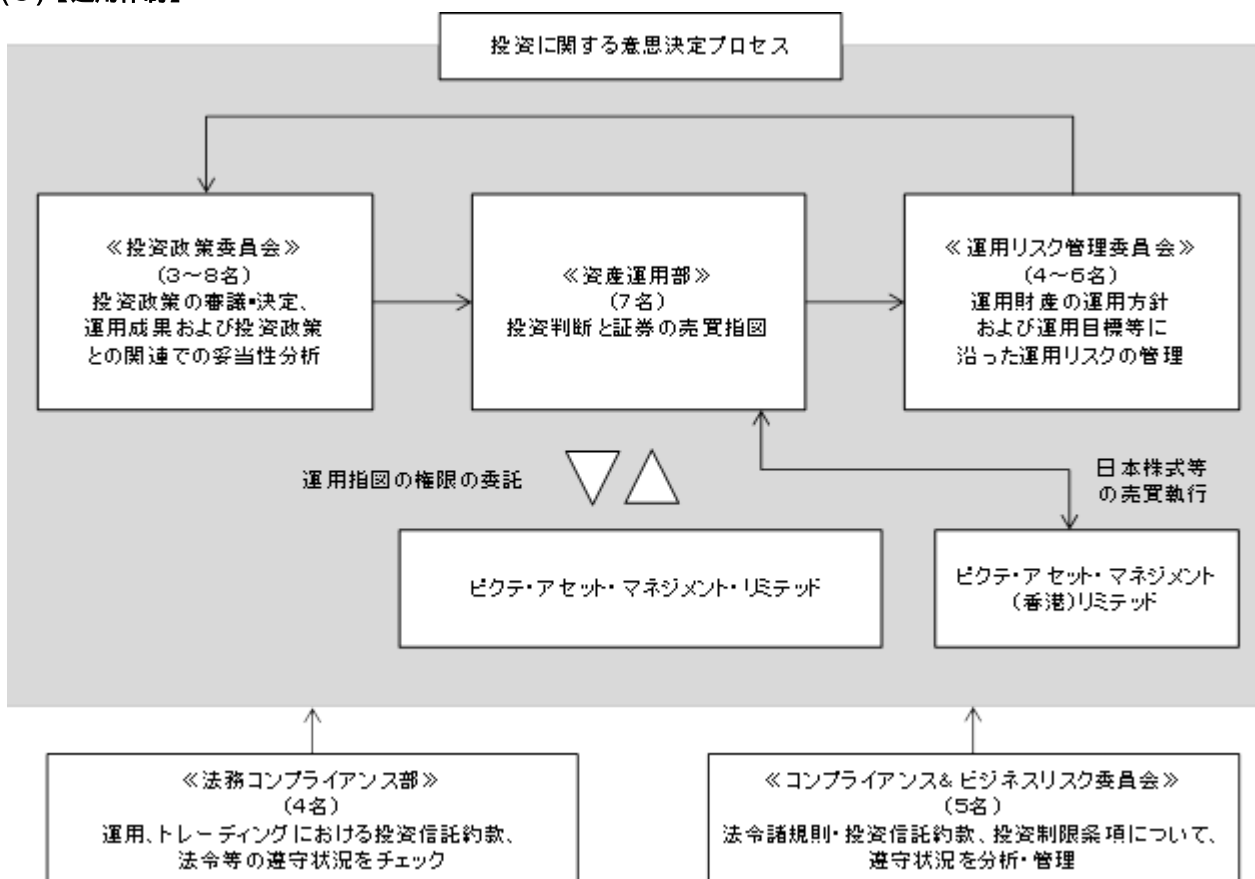 投資に関する意思決定プロセス
≪投資政策委員会≫
(3～8名)
投資政策の審議・決定、
運用成果および投資政策
との関連での妥当性分析
≪資産運用部≫
(7名)
投資判断と証券の売買指図
≪運用リスク管理委員会≫
(4～6名)
運用財産の運用方針
および運用目標等に
沿った運用リスクの管理
運用指図の権限の委託
日本株式等
の売買執行
ピクテ・アセット・マネジメント・リミテッド
ピクテ・アセット・マネジメント
(香港)リミテッド
≪法務コンプライアンス部≫
(4名)
運用、トレーディングにおける投資信託約款、
法令等の遵守状況をチェック
≪コンプライアンス&ビジネスリスク委員会≫
(5名)
法令諸規則・投資信託約款、投資制限条項について、
遵守状況を分析・管理